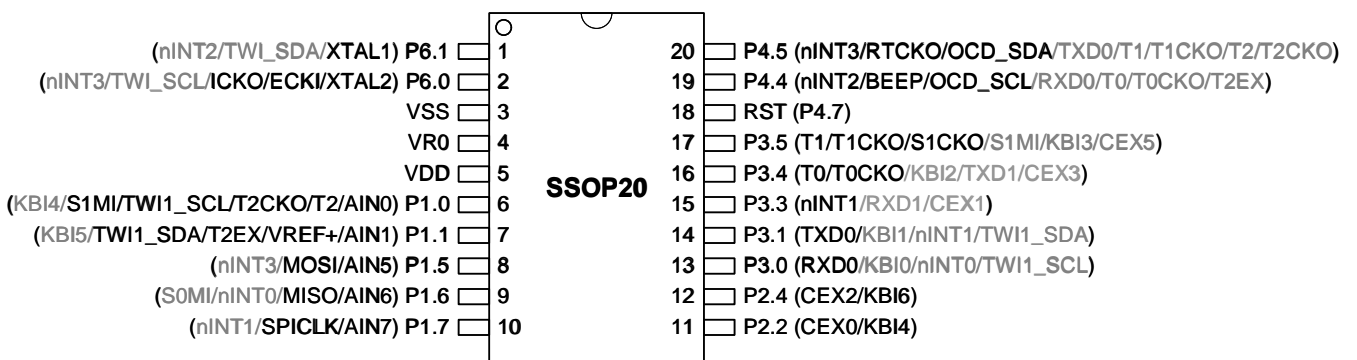 (nINT2/TWI_SDA/XTAL1) P6.1 1 20 P4.5 (nINT3/RTCKO/OCD_SDA/TXD0/T1/T1CKO/T2/T2CKO)
(nINT3/TWI_SCL/ICKO/ECKI/XTAL2) P6.0 2 19 P4.4 (nINT2/BEEP/OCD_SCL/RXD0/T0/T0CKO/T2EX)
VSS 3 18 RST (P4.7)
VR0 4 17 P3.5 (T1/T1CKO/S1CKO/S1MI/KBI3/CEX5)
VDD 5 16 P3.4 (T0/T0CKO/KBI2/TXD1/CEX3)
SSOP20
(KBI4/S1MI/TWI1_SCL/T2CKO/T2/AIN0) P1.0 6 15 P3.3 (nINT1/RXD1/CEX1)
(KBI5/TWI1_SDA/T2EX/VREF+/AIN1) P1.1 7 14 P3.1 (TXD0/KBI1/nINT1/TWI1_SDA)
(nINT3/MOSI/AIN5) P1.5 8 13 P3.0 (RXD0/KBI0/nINT0/TWI1_SCL)
(S0MI/nINT0/MISO/AIN6) P1.6 9 12 P2.4 (CEX2/KBI6)
(nINT1/SPICLK/AIN7) P1.7 10 11 P2.2 (CEX0/KBI4)